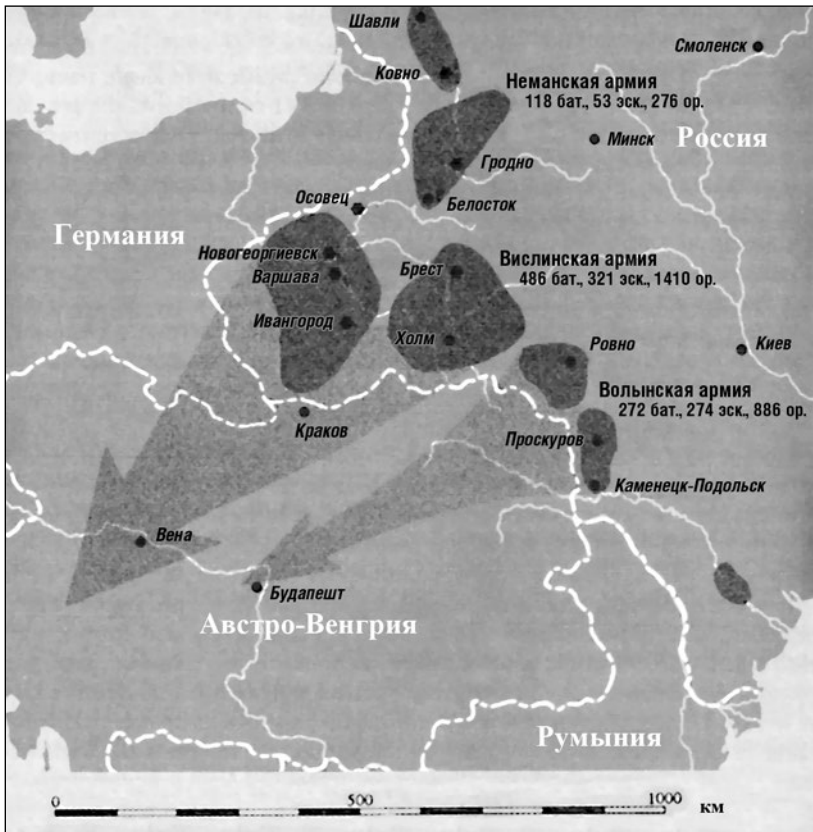 Шавли
Смоленск
Ковно
Неманская армия
118 бат., 53 эск., 276 ор.
Минск
Россия
Гродно
Осовец
Белосток
Германия
Новогеоргиевск
Варшава
Брест
Вислинская армия
486 бат., 321 эск., 1410 ор.
Ивангород
Холм
Ровно
Киев
Волынская армия
272 бат., 274 эск., 886 ор.
Краков
Проскуров
Каменецк-Подольск
Вена
Будапешт
Австро-Венгрия
Румыния
0 500 1000 км